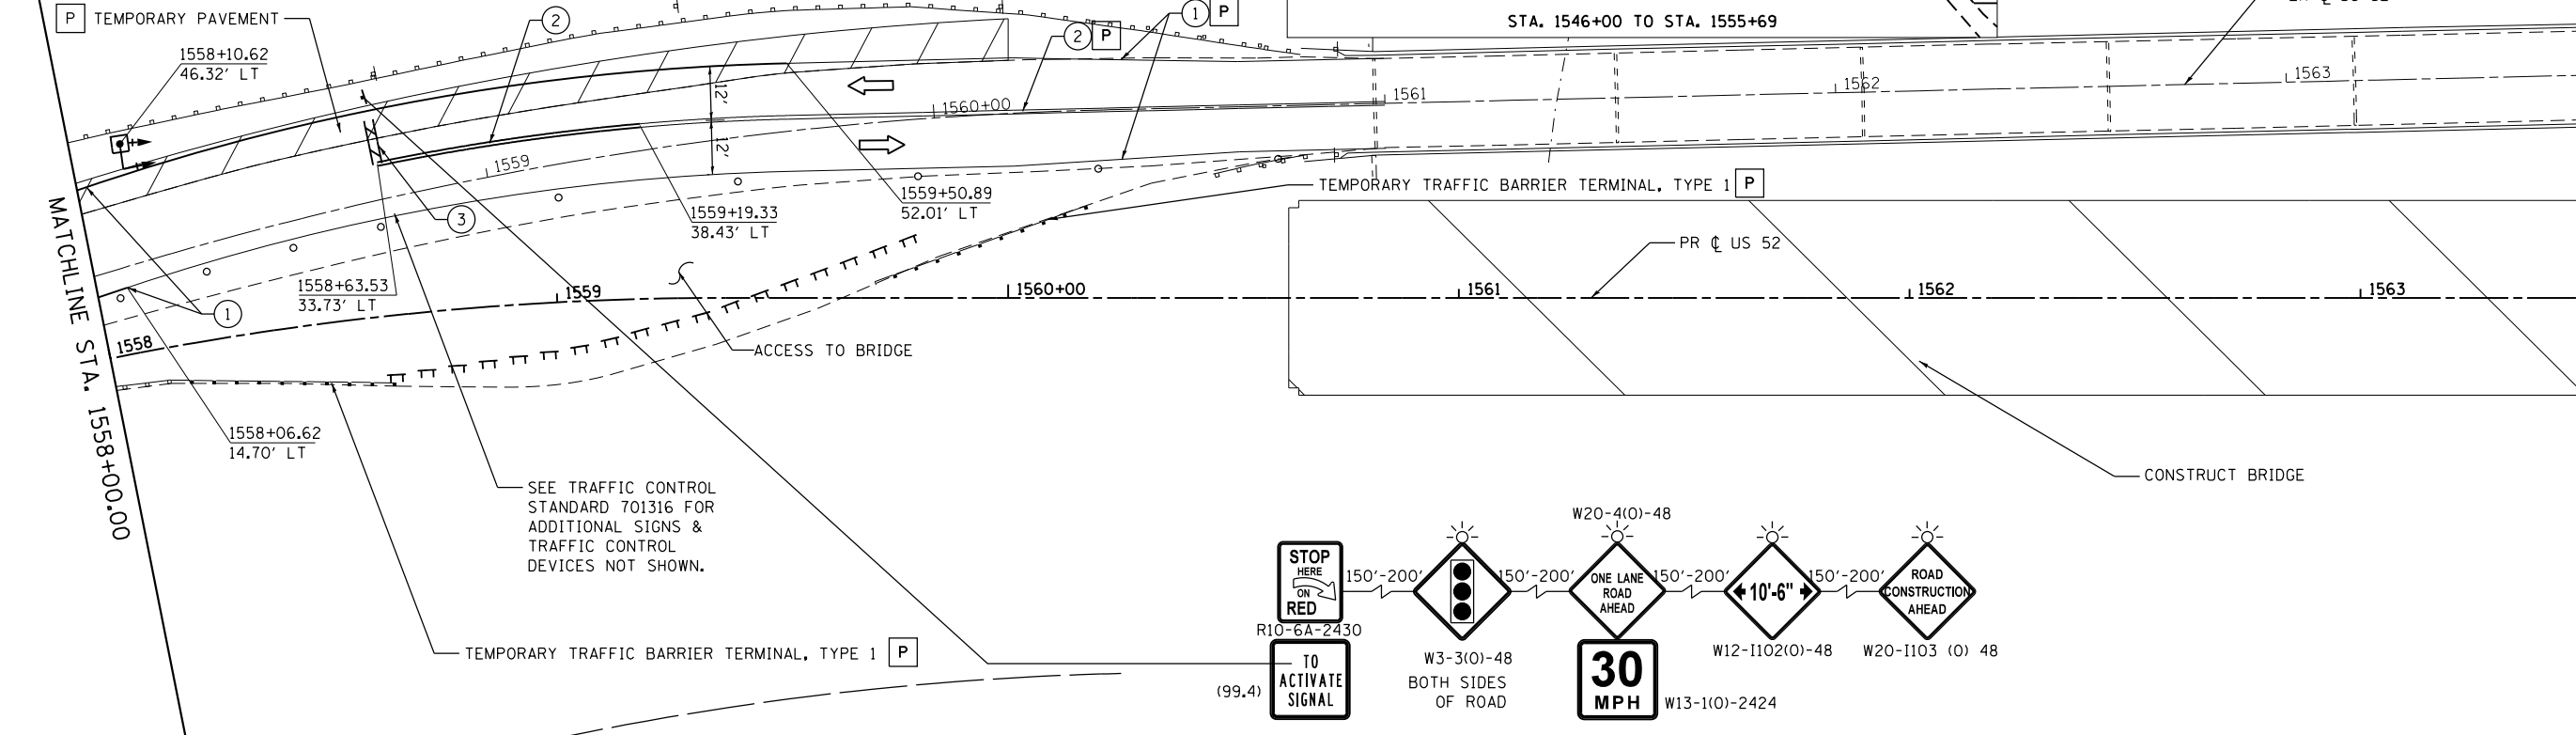 P TEMPORARY PAVEMENT
2
1 P
2 P
STA. 1546+00 TO STA. 1555+69
1558+10.62
46.32' LT
12'
12'
1560+00
1561
1562
1563
1559
3
1559+50.89
52.01' LT
1559+19.33
38.43' LT
TEMPORARY TRAFFIC BARRIER TERMINAL, TYPE 1 P
PR ℄ US 52
1558+63.53
33.73' LT
1
1558
1559
1560+00
1561
1562
1563
ACCESS TO BRIDGE
MATCHLINE STA. 1558+00.00
1558+06.62
14.70' LT
SEE TRAFFIC CONTROL
STANDARD 701316 FOR
ADDITIONAL SIGNS &
TRAFFIC CONTROL
DEVICES NOT SHOWN.
CONSTRUCT BRIDGE
TEMPORARY TRAFFIC BARRIER TERMINAL, TYPE 1 P
STOP
HERE
ON
RED
R10-6A-2430
TO
ACTIVATE
SIGNAL
(99.4)
150'-200'
W3-3(O)-48
BOTH SIDES
OF ROAD
150'-200'
W20-4(O)-48
ONE LANE
ROAD
AHEAD
30
MPH
W13-1(O)-2424
150'-200'
10'-6"
W12-I102(O)-48
150'-200'
ROAD
CONSTRUCTION
AHEAD
W20-I103 (O) 48